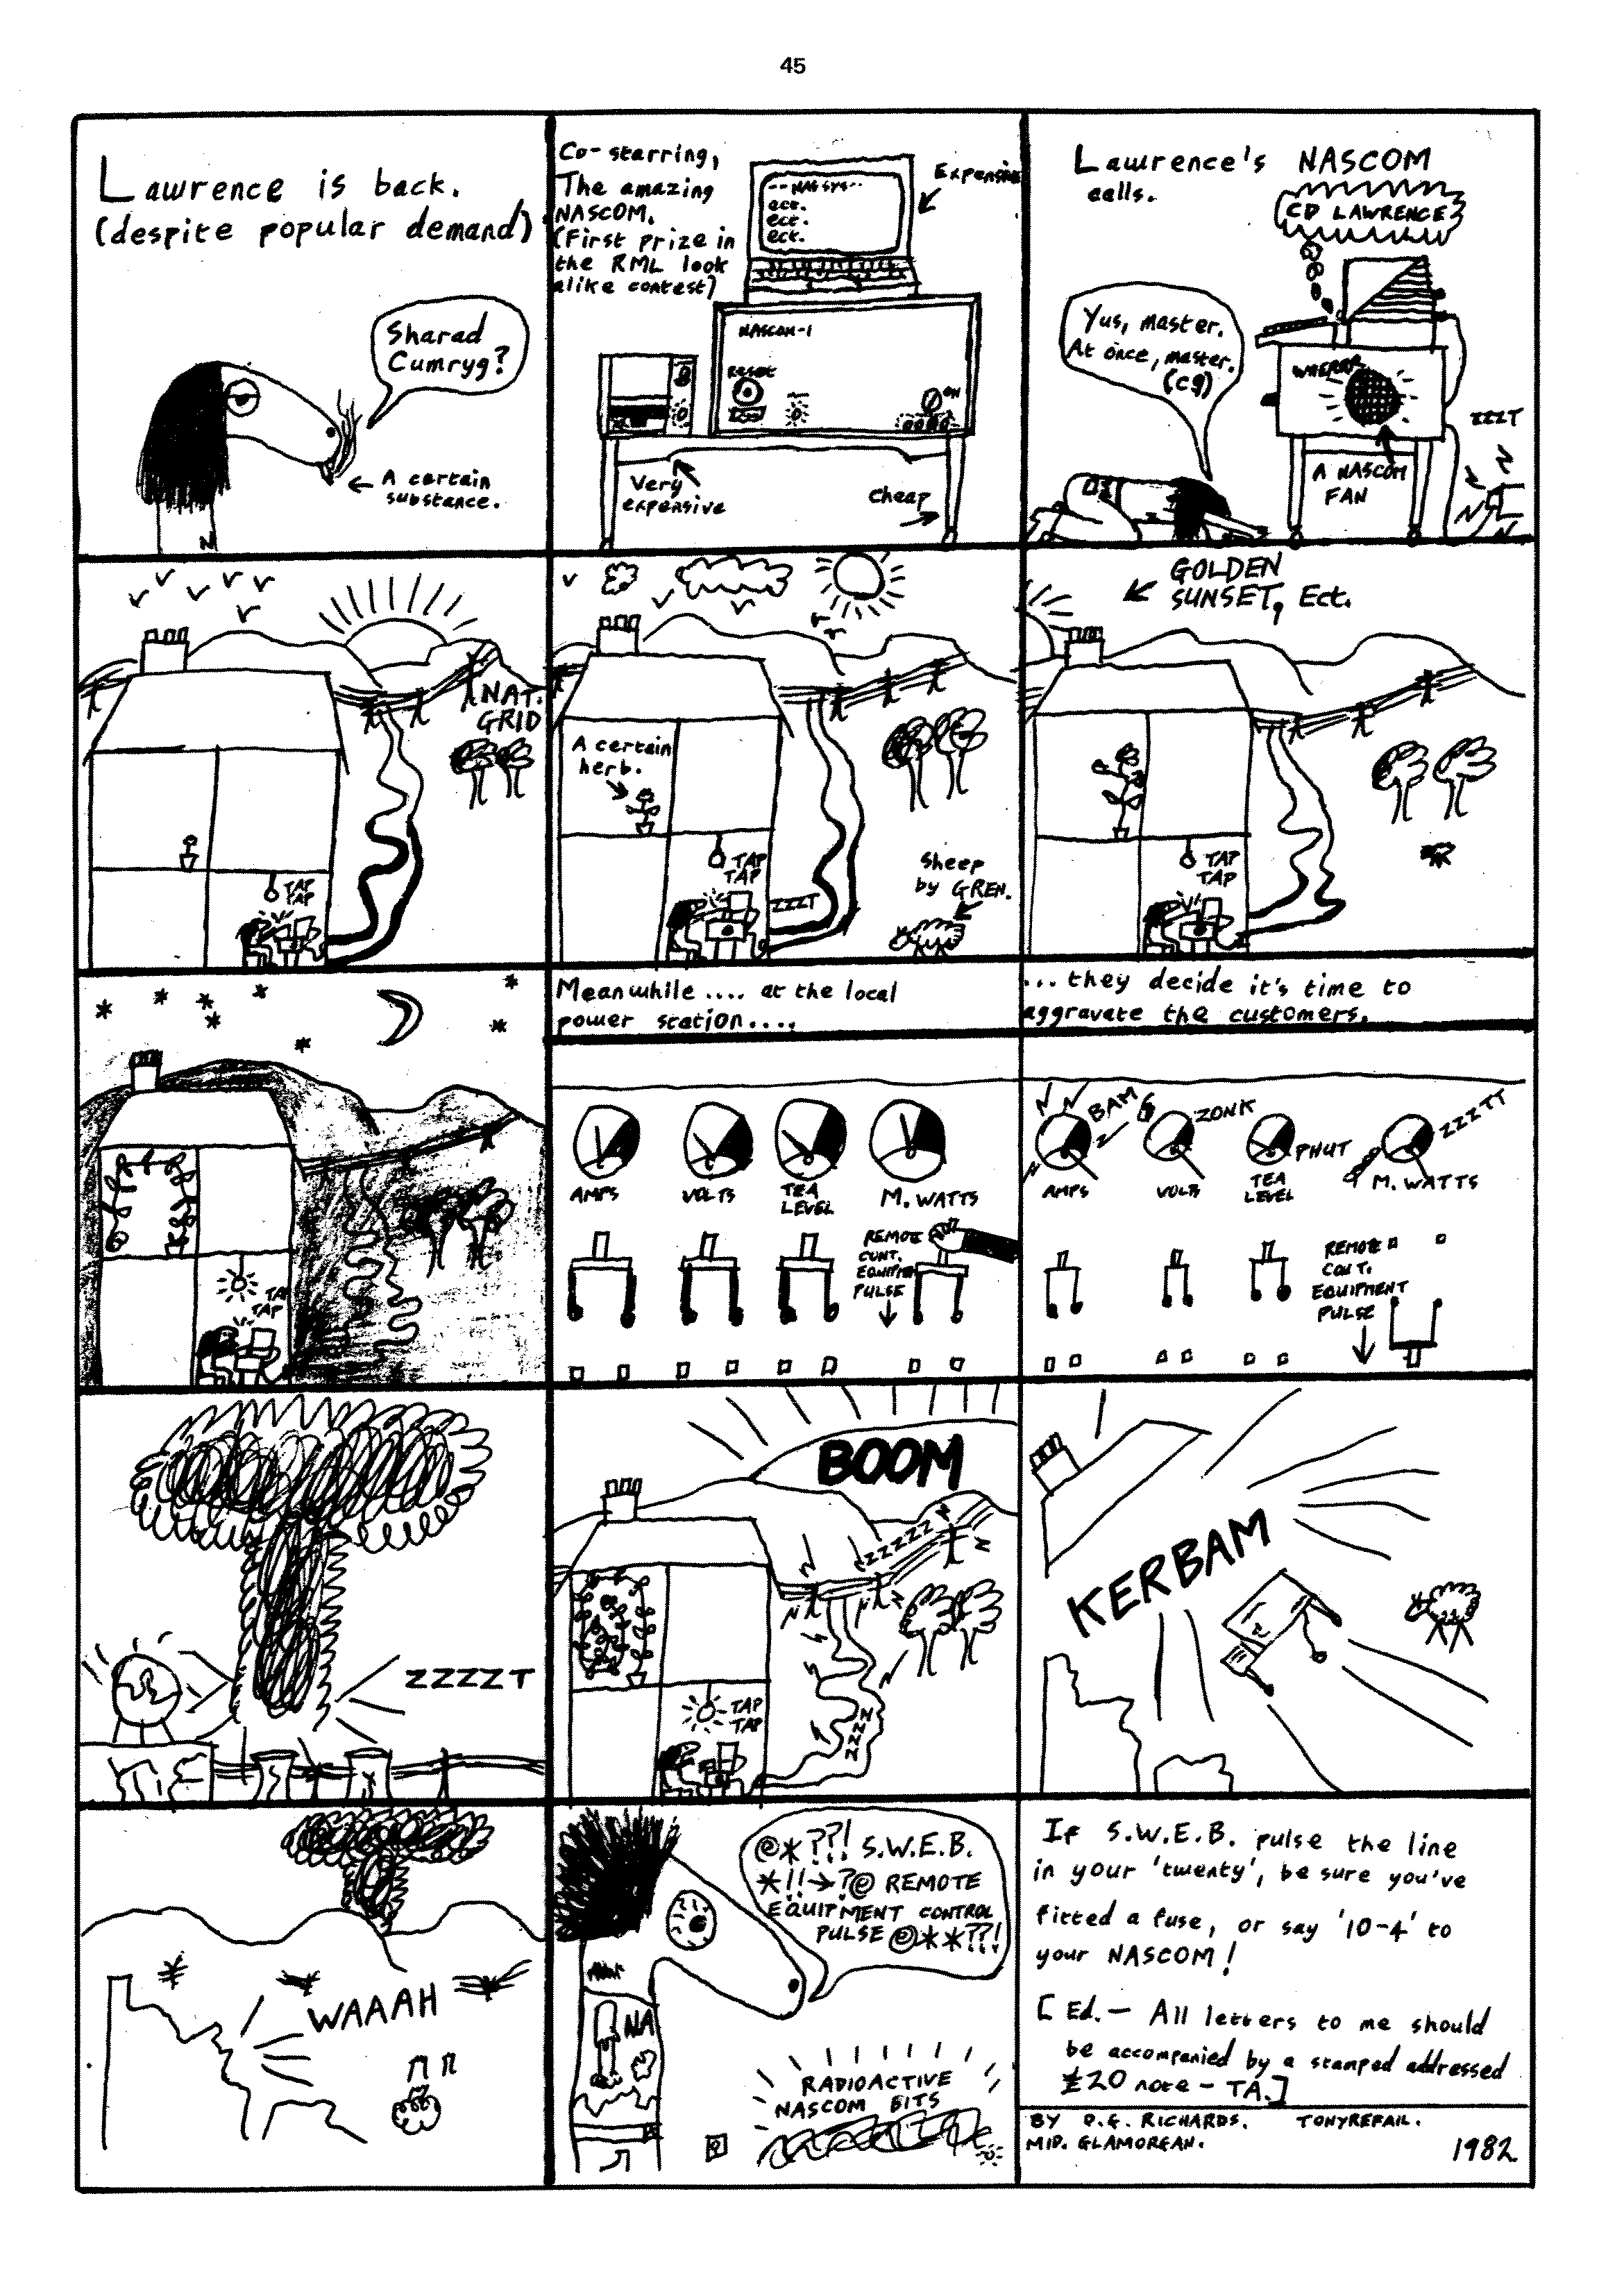 45
Lawrence is back.
(despite popular demand)
Sharad
Cumryg?
A certain
substance.
N
Co-starring,
The amazing
NASCOM.
(First prize in
the RML look
alike contest)
--NAS SYS--
ect.
ect.
ect.
Expensive
NASCOM-1
RESET
ON
Very
expensive
Cheap
Lawrence's NASCOM
calls.
CD LAWRENCE
Yus, master.
At once, master.
(cg)
WHERRR
ZZZT
A NASCOM
FAN
NAT.
GRID
TAP
TAP
A certain
herb.
TAP
TAP
ZZZT
Sheep
by GREN.
GOLDEN
SUNSET, Ect.
TAP
TAP
TAP
TAP
Meanwhile .... at the local
power station....
AMPS
VOLTS
TEA
LEVEL
M. WATTS
REMOTE
CONT.
EQUIPME
PULSE
... they decide it's time to
aggravate the customers.
BAM
ZONK
PHUT
ZZZTT
AMPS
VOLTS
TEA
LEVEL
M. WATTS
REMOTE
CONT.
EQUIPMENT
PULSE
ZZZZT
BOOM
ZZZZZZ
TAP
TAP
NNNN
KERBAM
WAAAH
@*??! S.W.E.B.
*!!→?@ REMOTE
EQUIPMENT CONTROL
PULSE @**??!
NA
RADIOACTIVE
NASCOM BITS
If S.W.E.B. pulse the line
in your 'twenty', be sure you've
fitted a fuse, or say '10-4' to
your NASCOM!
[Ed.- All letters to me should
be accompanied by a stamped addressed
£20 note - TA.]
BY D.G. RICHARDS. TONYREFAIL.
MID. GLAMORGAN.
1982